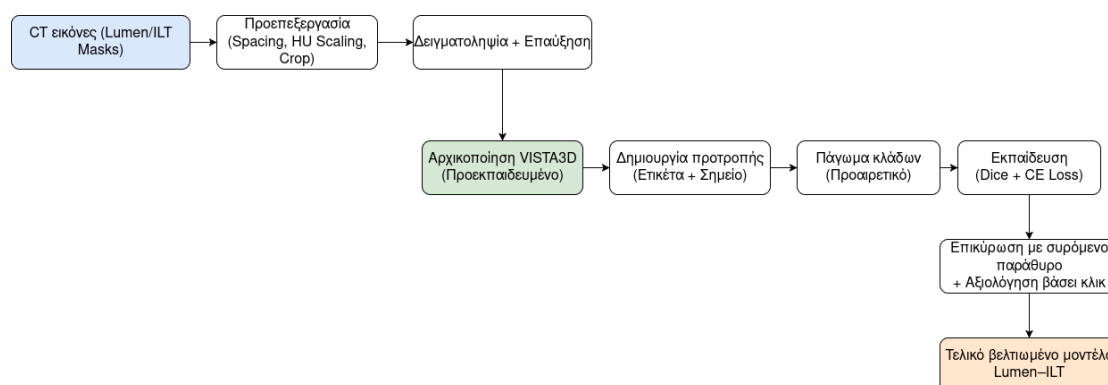 CT εικόνες (Lumen/ILT
Masks)
Προεπεξεργασία
(Spacing, HU Scaling,
Crop)
Δειγματοληψία + Επαύξηση
Αρχικοποίηση VISTA3D
(Προεκπαιδευμένο)
Δημιουργία προτροπής
(Ετικέτα + Σημείο)
Πάγωμα κλάδων
(Προαιρετικό)
Εκπαίδευση
(Dice + CE Loss)
Επικύρωση με συρόμενο
παράθυρο
+ Αξιολόγηση βάσει κλικ
Τελικό βελτιωμένο μοντέλο
Lumen–ILT